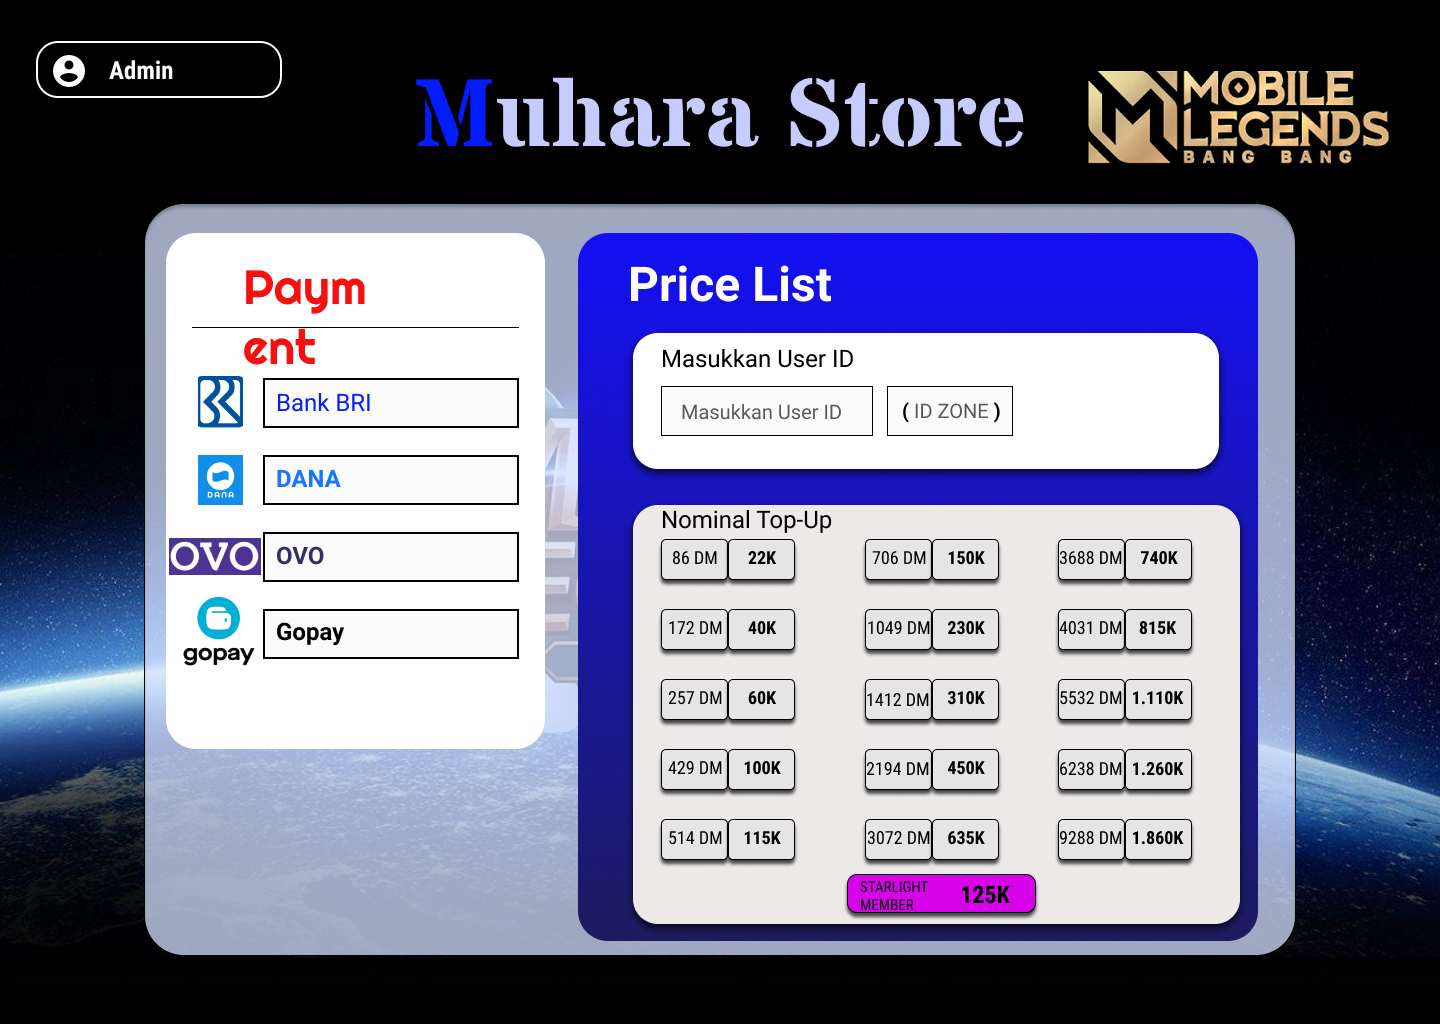 Admin
Muhara Store
MOBILE
LEGENDS
BANG BANG
Paym
ent
Bank BRI
DANA
DANA
OVO
OVO
gopay
Gopay
Price List
Masukkan User ID
Masukkan User ID
( ID ZONE )
Nominal Top-Up
86 DM 22K 706 DM 150K 3688 DM 740K
172 DM 40K 1049 DM 230K 4031 DM 815K
257 DM 60K 1412 DM 310K 5532 DM 1.110K
429 DM 100K 2194 DM 450K 6238 DM 1.260K
514 DM 115K 3072 DM 635K 9288 DM 1.860K
STARLIGHT
MEMBER 125K